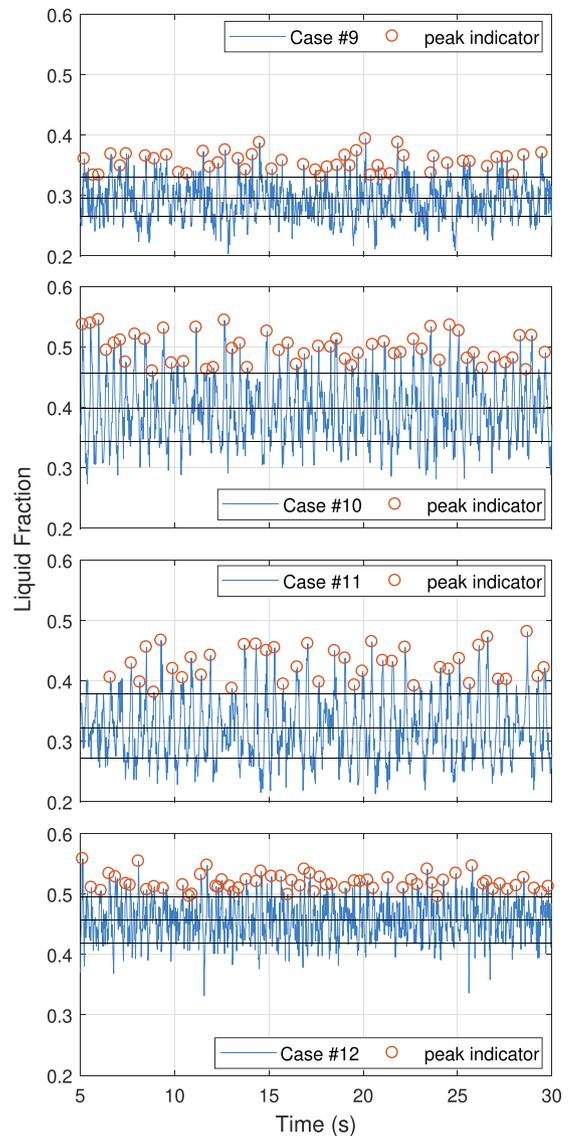 0.6
Case #9 peak indicator
0.5
0.4
0.3
0.2
0.6
0.5
0.4
0.3
Case #10 peak indicator
0.2
Liquid Fraction
0.6
Case #11 peak indicator
0.5
0.4
0.3
0.2
0.6
0.5
0.4
0.3
Case #12 peak indicator
0.2
5 10 15 20 25 30
Time (s)